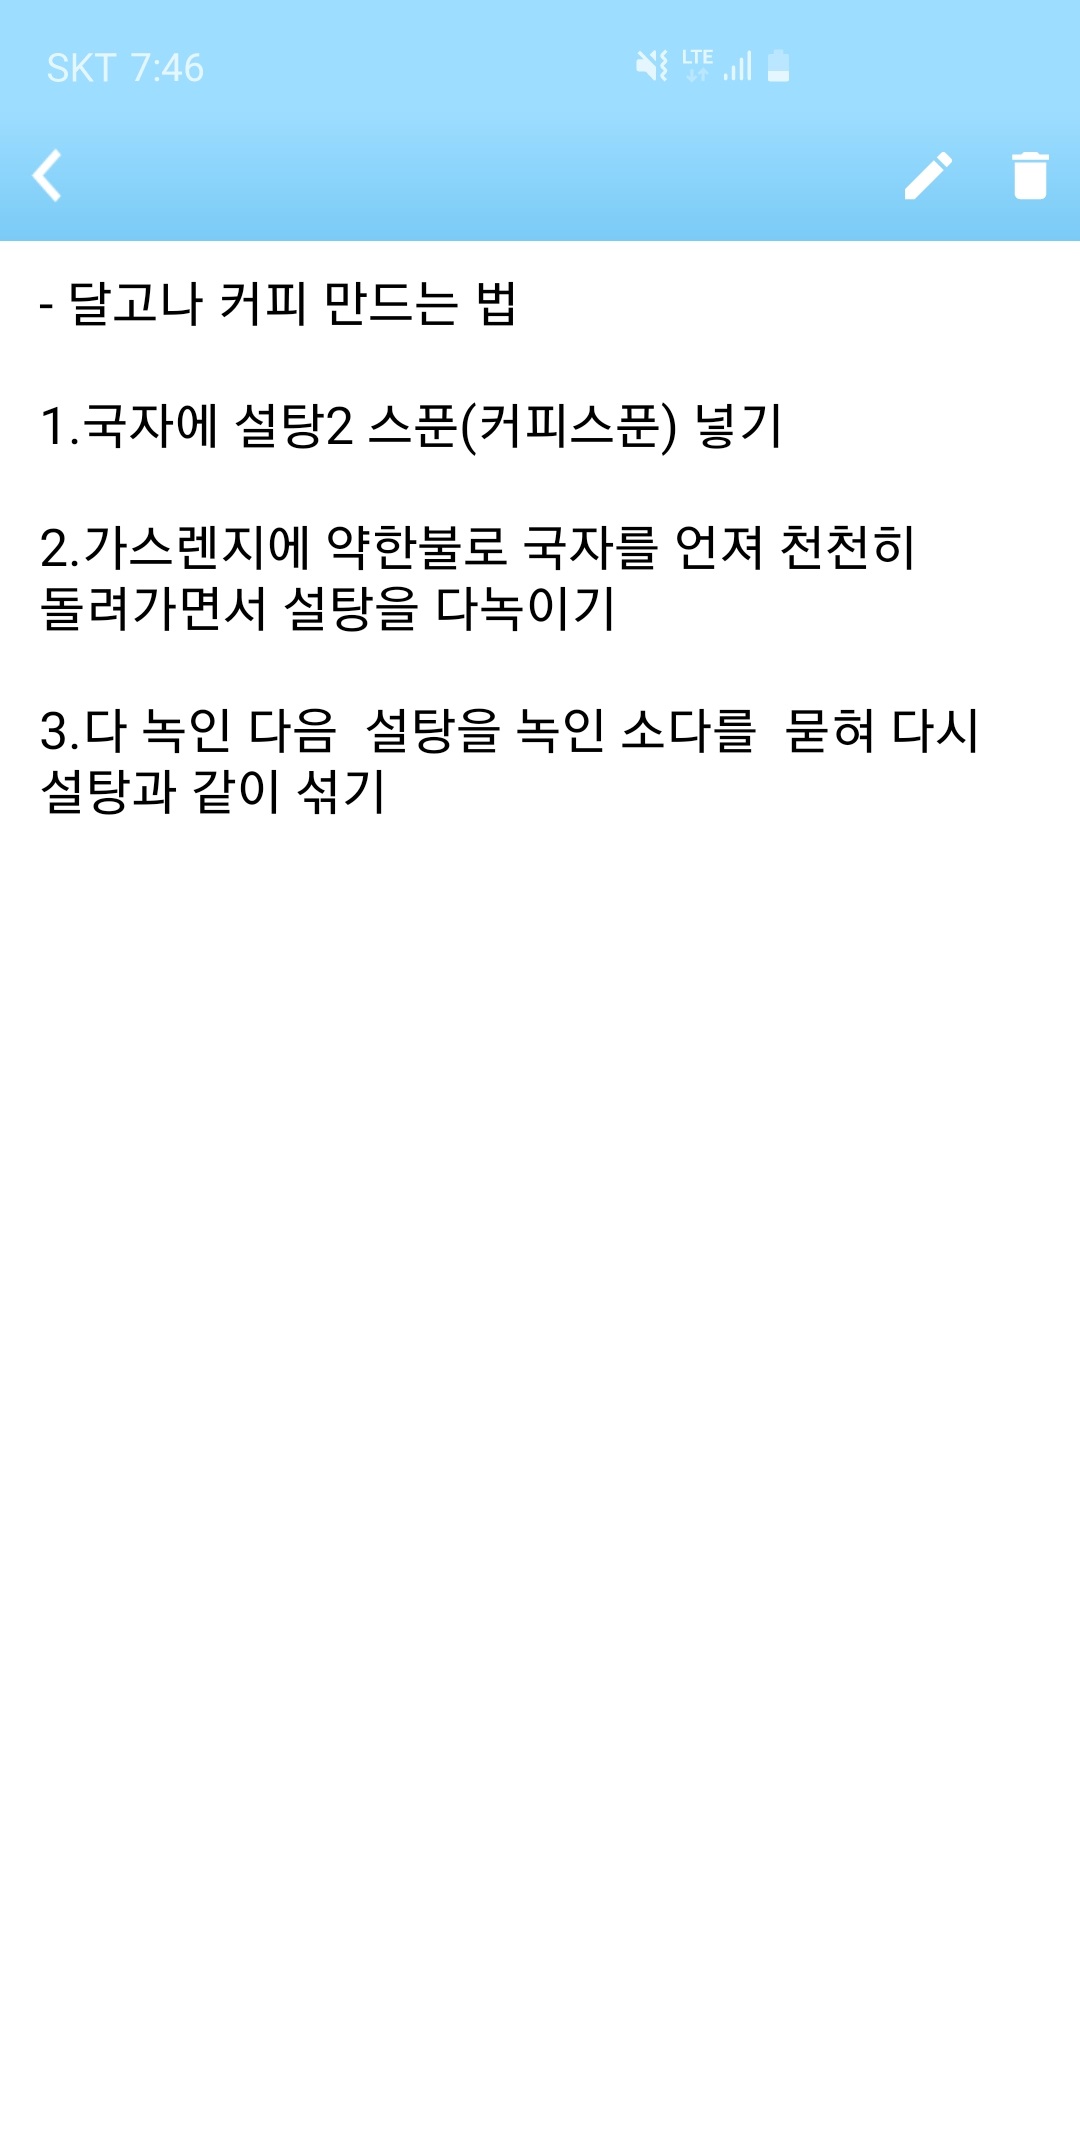 SKT 7:46
LTE
- 달고나 커피 만드는 법
1.국자에 설탕2 스푼(커피스푼) 넣기
2.가스렌지에 약한불로 국자를 언져 천천히
돌려가면서 설탕을 다녹이기
3.다 녹인 다음  설탕을 녹인 소다를  묻혀 다시
설탕과 같이 섞기